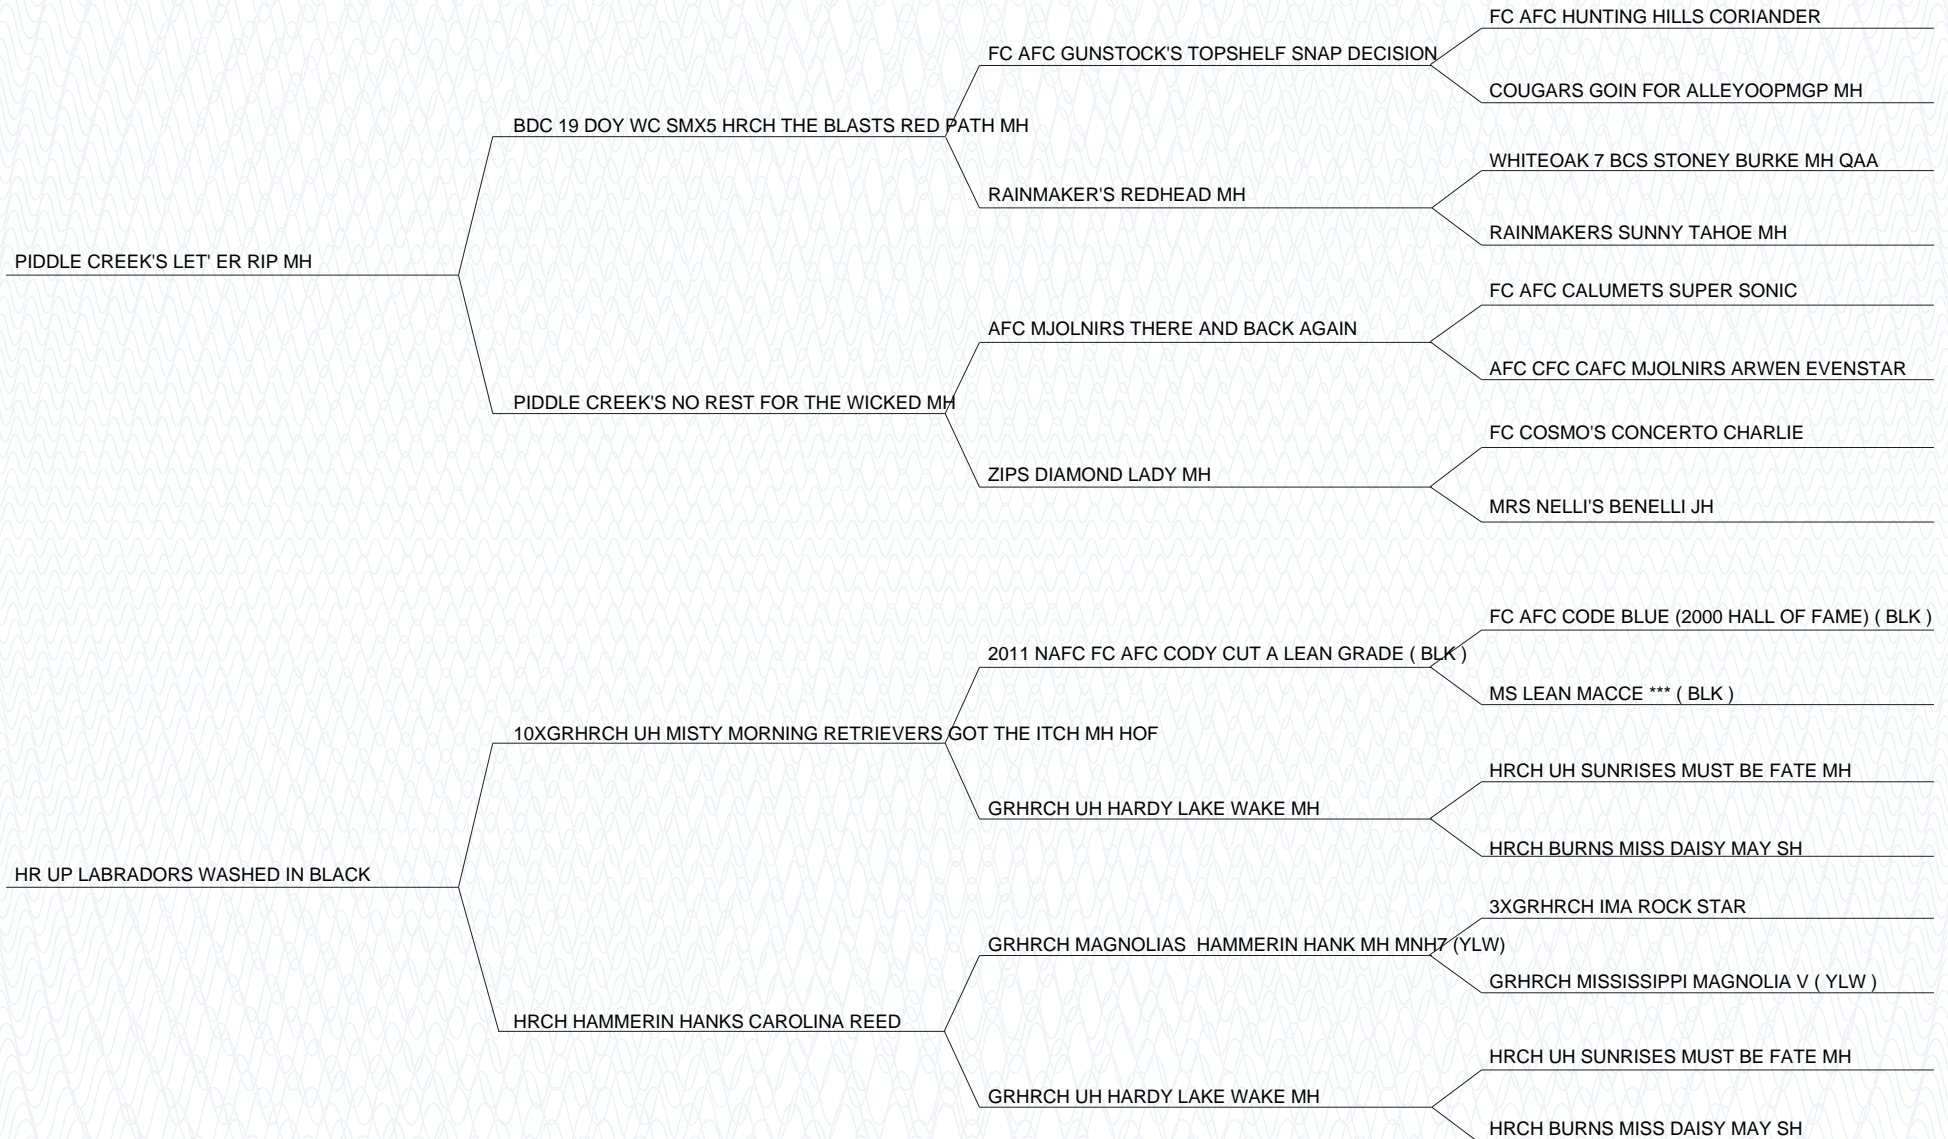 FC AFC HUNTING HILLS CORIANDER
FC AFC GUNSTOCK'S TOPSHELF SNAP DECISION
COUGARS GOIN FOR ALLEYOOPMGP MH
BDC 19 DOY WC SMX5 HRCH THE BLASTS RED PATH MH
WHITEOAK 7 BCS STONEY BURKE MH QAA
RAINMAKER'S REDHEAD MH
RAINMAKERS SUNNY TAHOE MH
PIDDLE CREEK'S LET' ER RIP MH
FC AFC CALUMETS SUPER SONIC
AFC MJOLNIRS THERE AND BACK AGAIN
AFC CFC CAFC MJOLNIRS ARWEN EVENSTAR
PIDDLE CREEK'S NO REST FOR THE WICKED MH
FC COSMO'S CONCERTO CHARLIE
ZIPS DIAMOND LADY MH
MRS NELLI'S BENELLI JH
FC AFC CODE BLUE (2000 HALL OF FAME) ( BLK )
2011 NAFC FC AFC CODY CUT A LEAN GRADE ( BLK )
MS LEAN MACCE *** ( BLK )
10XGRHRCH UH MISTY MORNING RETRIEVERS GOT THE ITCH MH HOF
HRCH UH SUNRISES MUST BE FATE MH
GRHRCH UH HARDY LAKE WAKE MH
HRCH BURNS MISS DAISY MAY SH
HR UP LABRADORS WASHED IN BLACK
3XGRHRCH IMA ROCK STAR
GRHRCH MAGNOLIAS  HAMMERIN HANK MH MNH7 (YLW)
GRHRCH MISSISSIPPI MAGNOLIA V ( YLW )
HRCH HAMMERIN HANKS CAROLINA REED
HRCH UH SUNRISES MUST BE FATE MH
GRHRCH UH HARDY LAKE WAKE MH
HRCH BURNS MISS DAISY MAY SH